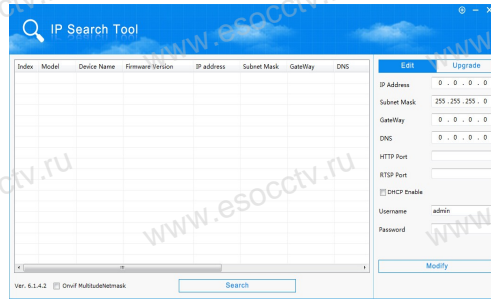 IP Search Tool
Index Model Device Name Firmware Version IP address Subnet Mask GateWay DNS
Edit Upgrade
IP Address 0 . 0 . 0 . 0
Subnet Mask 255 .255 .255 . 0
GateWay 0 . 0 . 0 . 0
DNS 0 . 0 . 0 . 0
HTTP Port
RTSP Port
DHCP Enable
Username admin
Password
Modify
Ver. 6.1.4.2 Onvif MultitudeNetmask Search
www.esocctv.ru
www.esocctv.ru